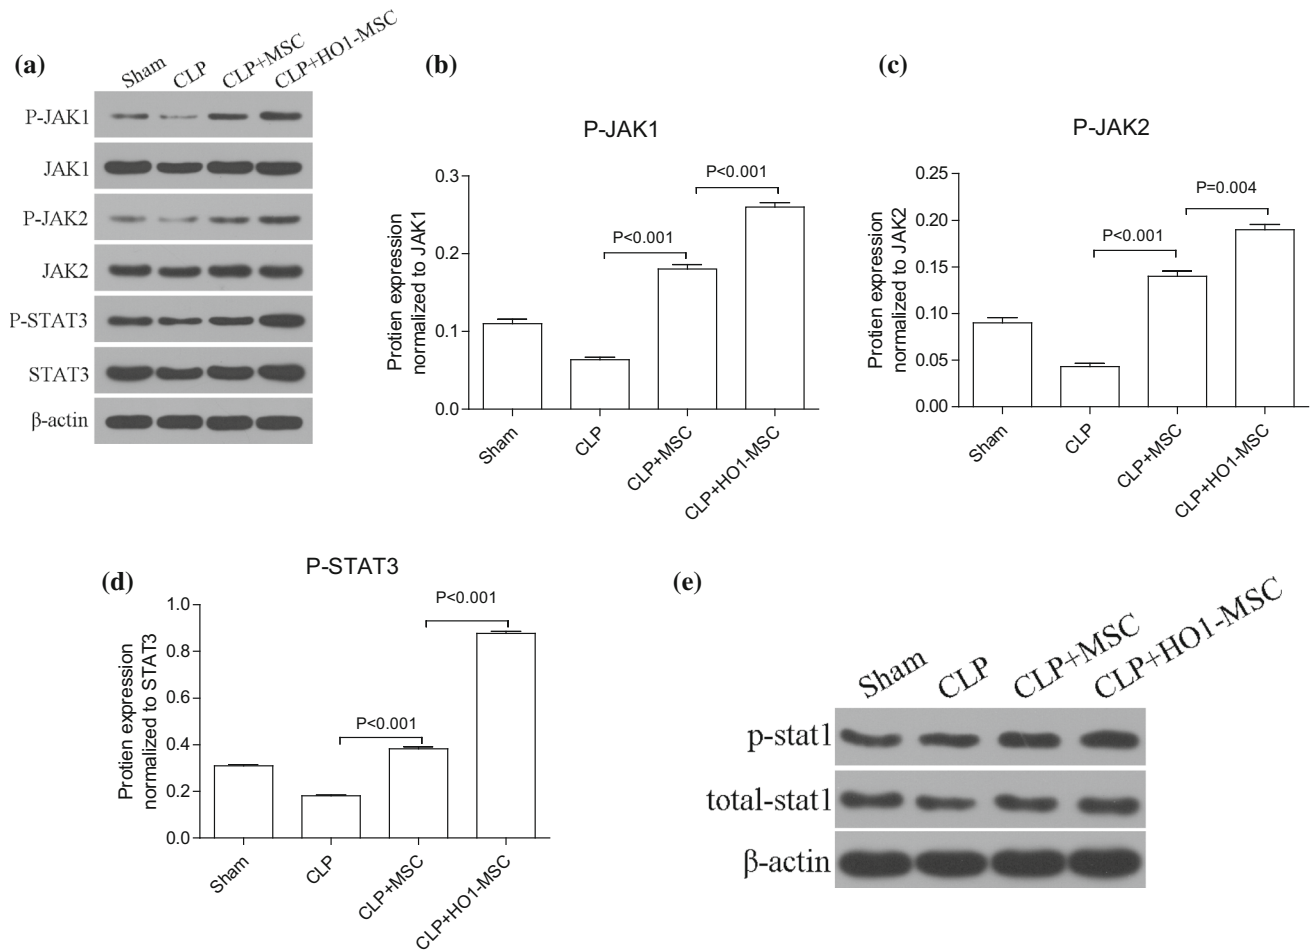 (a)
Sham CLP CLP+MSC CLP+HO1-MSC
P-JAK1
JAK1
P-JAK2
JAK2
P-STAT3
STAT3
β-actin
(b)
P-JAK1
Protien expression
normalized to JAK1
0.3
0.2
0.1
0.0
P<0.001
P<0.001
Sham CLP CLP+MSC CLP+HO1-MSC
(c)
P-JAK2
Protien expression
normalized to JAK2
0.25
0.20
0.15
0.10
0.05
0.00
P<0.001
P=0.004
Sham CLP CLP+MSC CLP+HO1-MSC
(d)
P-STAT3
Protien expression
normalized to STAT3
1.0
0.8
0.6
0.4
0.2
0.0
P<0.001
P<0.001
Sham CLP CLP+MSC CLP+HO1-MSC
(e)
Sham CLP CLP+MSC CLP+HO1-MSC
p-stat1
total-stat1
β-actin